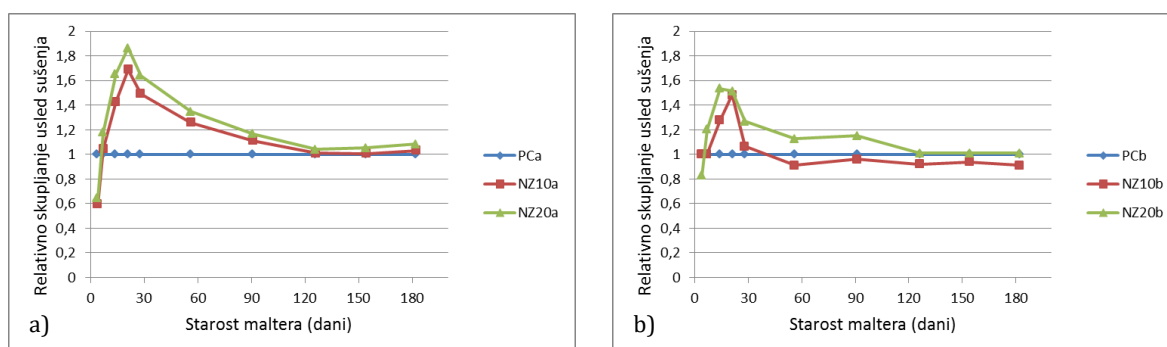 Relativno skupljanje usled sušenja
2
1,8
1,6
1,4
1,2
1
0,8
0,6
0,4
0,2
0
0 30 60 90 120 150 180
Starost maltera (dani)
PCa
NZ10a
NZ20a
a)
Relativno skupljanje usled sušenja
2
1,8
1,6
1,4
1,2
1
0,8
0,6
0,4
0,2
0
0 30 60 90 120 150 180
Starost maltera (dani)
PCb
NZ10b
NZ20b
b)